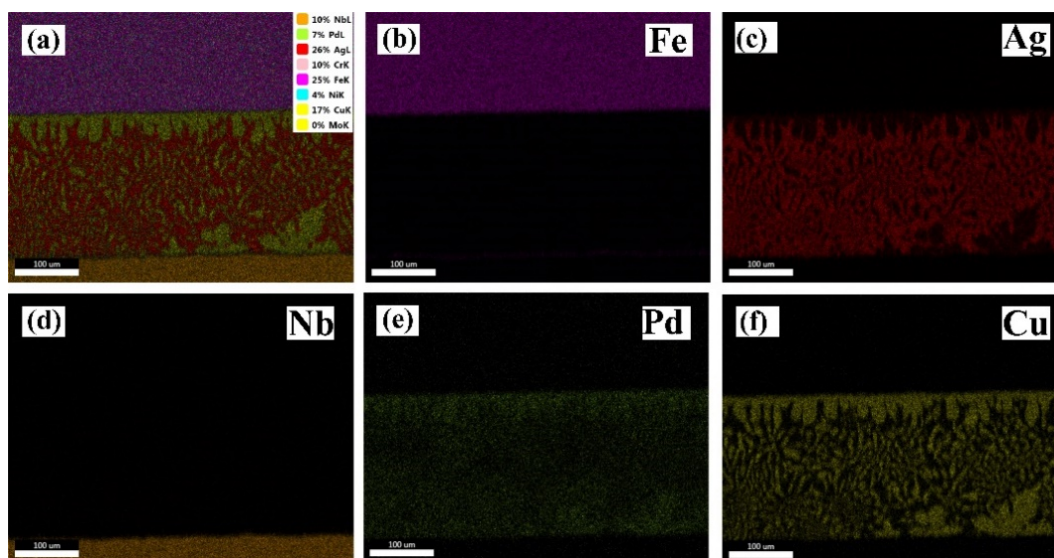 (a)
10% NbL
7% PdL
26% AgL
10% CrK
25% FeK
4% NiK
17% CuK
0% MoK
100 um
(b)
Fe
100 um
(c)
Ag
100 um
(d)
Nb
100 um
(e)
Pd
100 um
(f)
Cu
100 um